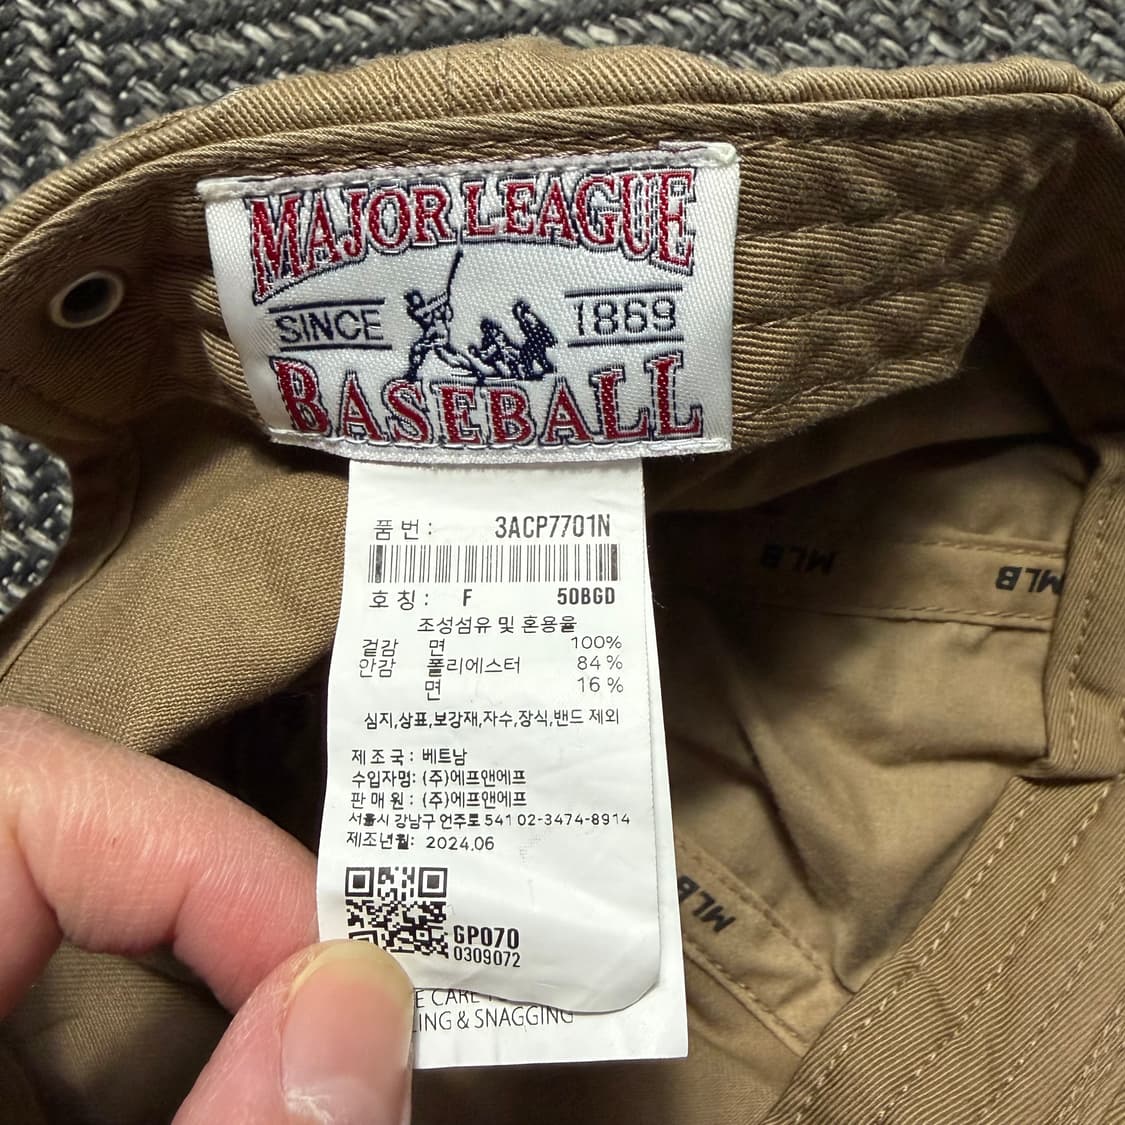 MAJOR LEAGUE
SINCE 1869
BASEBALL
품 번 : 3ACP7701N
호 칭 : F 50BGD
조성섬유 및 혼용율
겉감 면 100%
안감 폴리에스터 84 %
면 16 %
심지,상표,보강재,자수,장식,밴드 제외
제 조 국 : 베트남
수입자명: (주)에프앤에프
판 매 원 : (주)에프앤에프
서울시 강남구 언주로 541 02-3474-8914
제조년월: 2024.06
GP070
0309072
CARE
& SNAGGING
MLB
MLB
MLB